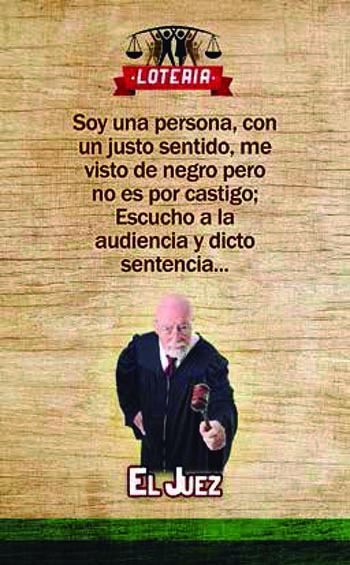 LOTERIA
Soy una persona, con
un justo sentido, me
visto de negro pero
no es por castigo;
Escucho a la
audiencia y dicto
sentencia...
EL JUEZ